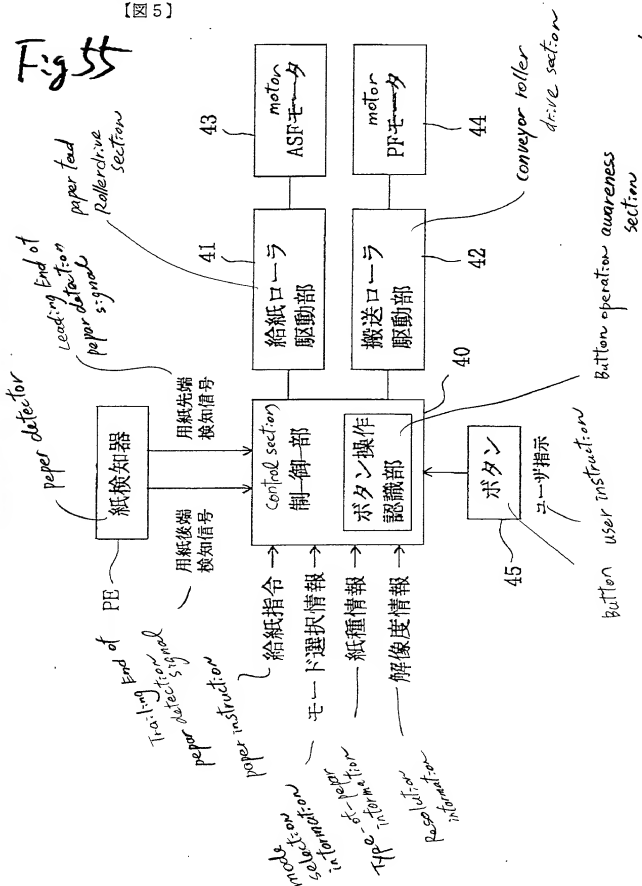 【図5】
Fig 55
motor
ASFモータ
43
motor
PFモータ
44
conveyor roller
drive section
paper feed
Roller drive
section
41
給紙ローラ
駆動部
搬送ローラ
駆動部
42
Button operation awareness
section
Leading End of
peper detection
signal
peper detector
紙検知器
PE
用紙先端
検知信号
用紙後端
検知信号
Trailing End of
pepar detection
signal
control section
制御部
40
ボタン操作
認識部
ボタン
45
ユーザ指示
user instruction
Button
給紙指令
paper instruction
モード選択情報
mode
selection
information
紙種情報
Type-of-pepar
information
解像度情報
Resolution
information